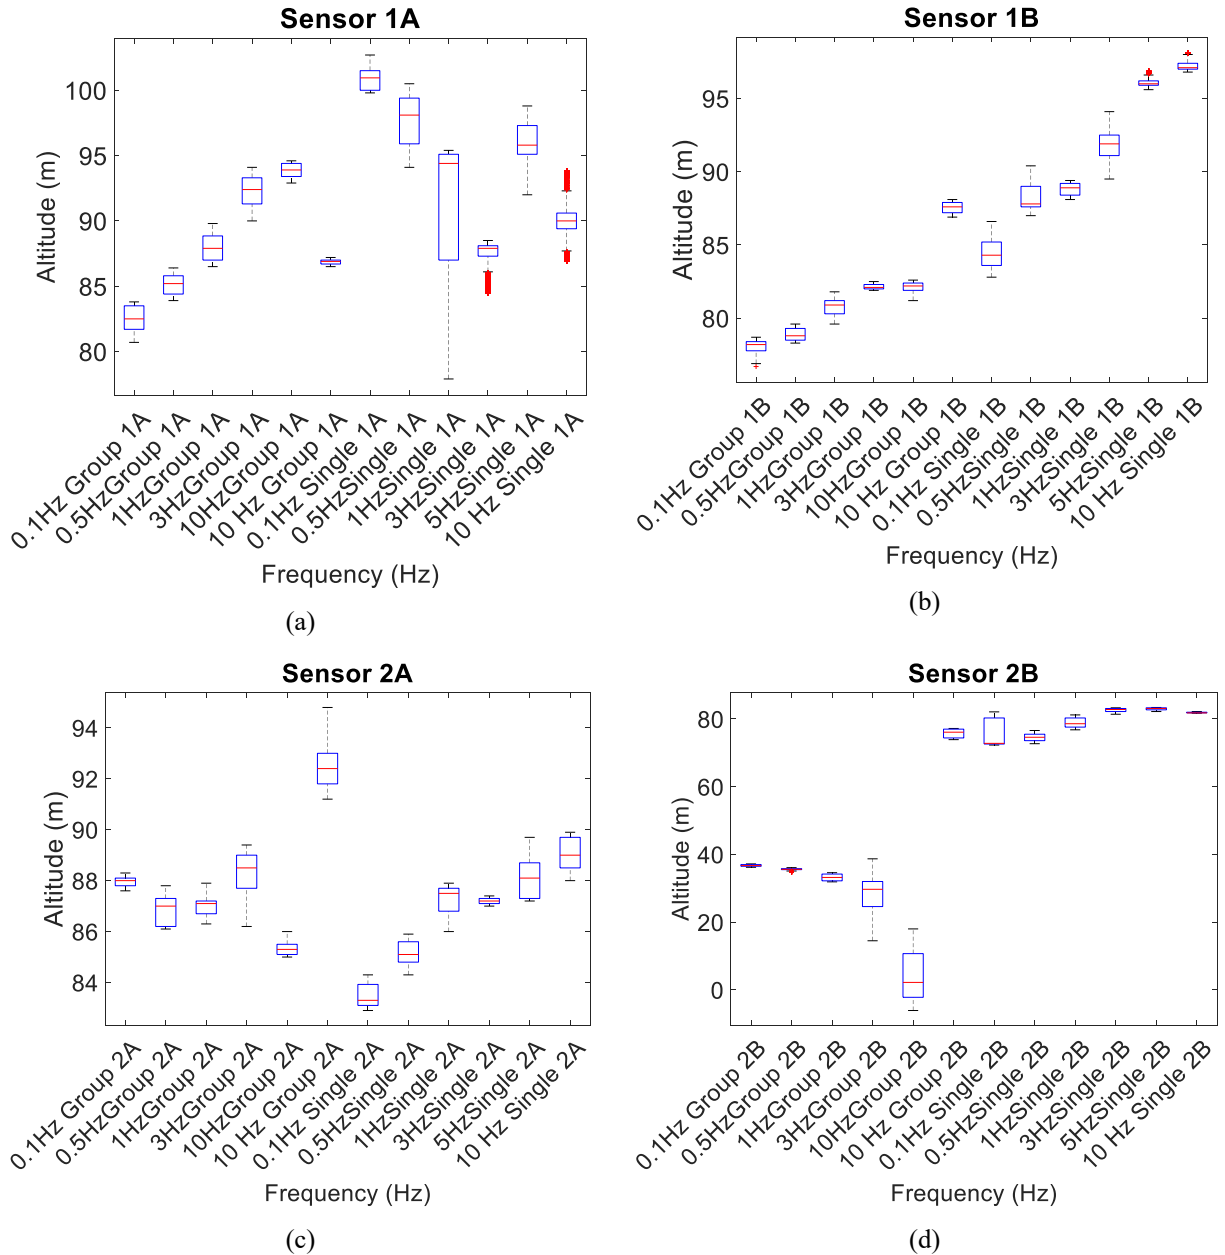 Sensor 1A
Altitude (m)
100
95
90
85
80
0.1Hz Group 1A
0.5HzGroup 1A
1HzGroup 1A
3HzGroup 1A
10HzGroup 1A
10 Hz Group 1A
0.1Hz Single 1A
0.5HzSingle 1A
1HzSingle 1A
3HzSingle 1A
5HzSingle 1A
10 Hz Single 1A
Frequency (Hz)
(a)
Sensor 1B
Altitude (m)
95
90
85
80
0.1Hz Group 1B
0.5HzGroup 1B
1HzGroup 1B
3HzGroup 1B
10HzGroup 1B
10 Hz Group 1B
0.1Hz Single 1B
0.5HzSingle 1B
1HzSingle 1B
3HzSingle 1B
5HzSingle 1B
10 Hz Single 1B
Frequency (Hz)
(b)
Sensor 2A
Altitude (m)
94
92
90
88
86
84
0.1Hz Group 2A
0.5HzGroup 2A
1HzGroup 2A
3HzGroup 2A
10HzGroup 2A
10 Hz Group 2A
0.1Hz Single 2A
0.5HzSingle 2A
1HzSingle 2A
3HzSingle 2A
5HzSingle 2A
10 Hz Single 2A
Frequency (Hz)
(c)
Sensor 2B
Altitude (m)
80
60
40
20
0
0.1Hz Group 2B
0.5HzGroup 2B
1HzGroup 2B
3HzGroup 2B
10HzGroup 2B
10 Hz Group 2B
0.1Hz Single 2B
0.5HzSingle 2B
1HzSingle 2B
3HzSingle 2B
5HzSingle 2B
10 Hz Single 2B
Frequency (Hz)
(d)